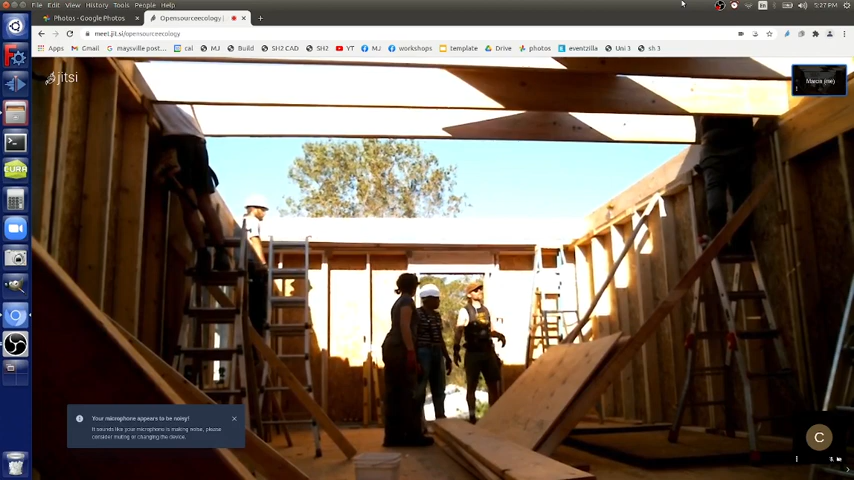 File Edit View History Tools People Help
En
5:27 PM
Photos - Google Photos
Opensourceecology |
meet.jit.si/opensourceecology
Apps
Gmail
maysville post...
cal
MJ
Build
SH2 CAD
SH2
YT
MJ
workshops
template
Drive
photos
eventzilla
Uni 3
sh 3
jitsi
Marcin (me)
CURA
Your microphone appears to be noisy!
It sounds like your microphone is making noise, please
consider muting or changing the device.
C